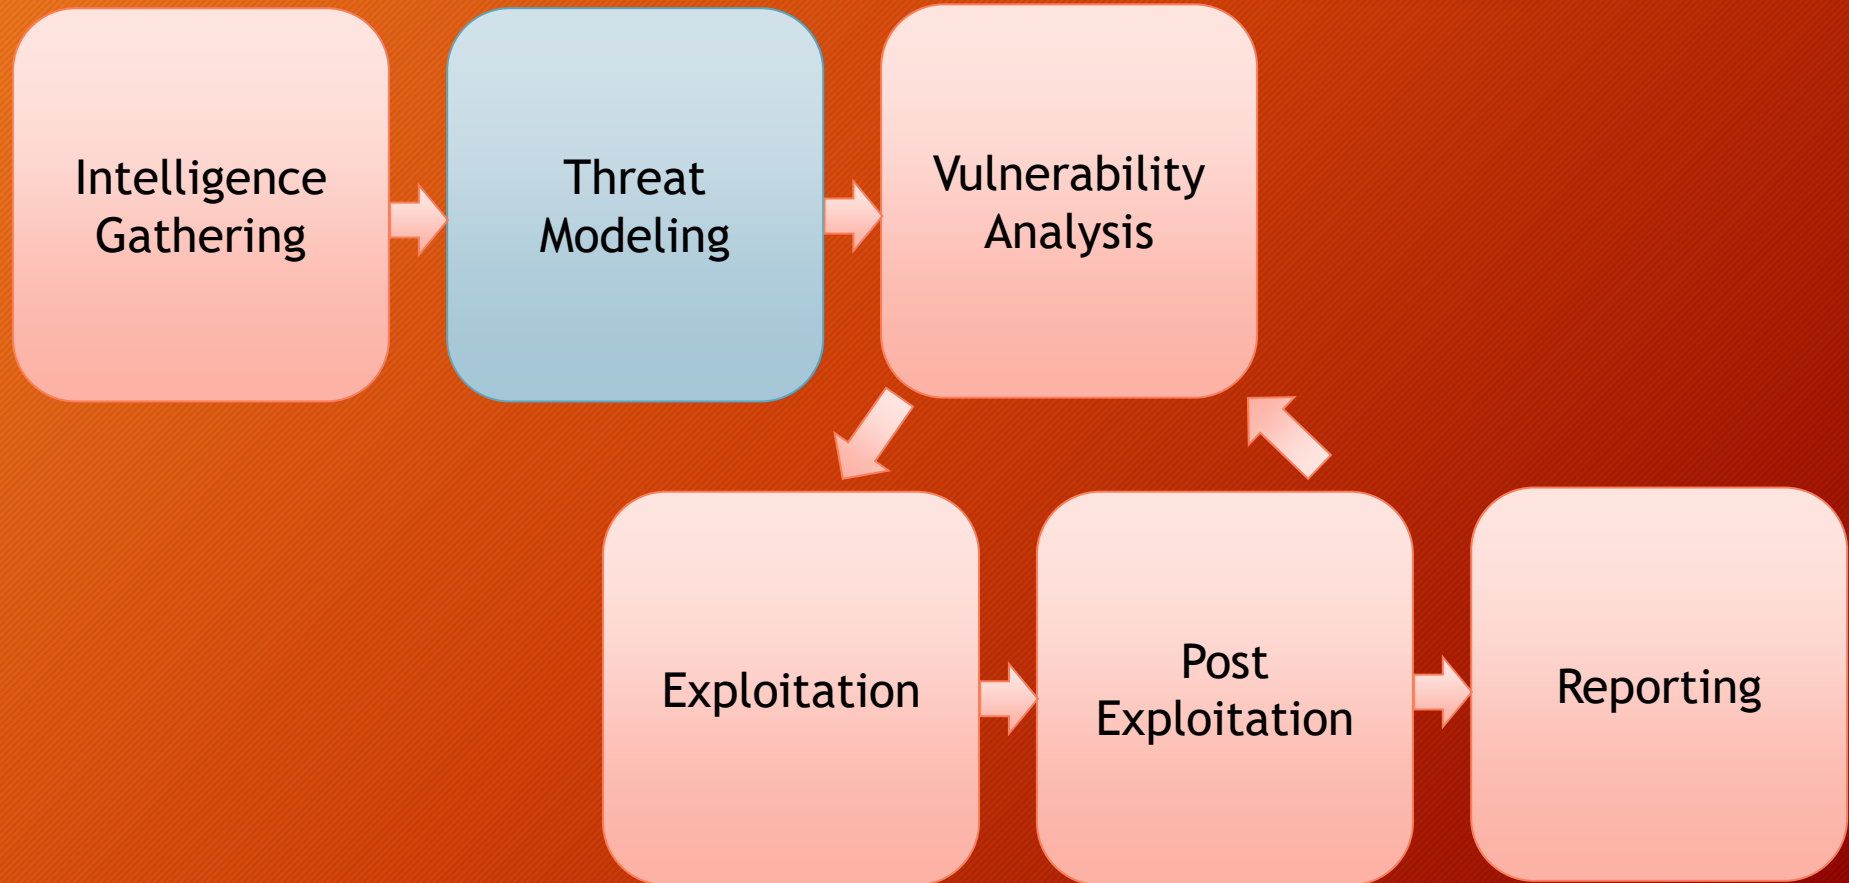 Intelligence
Gathering
Threat
Modeling
Vulnerability
Analysis
Exploitation
Post
Exploitation
Reporting